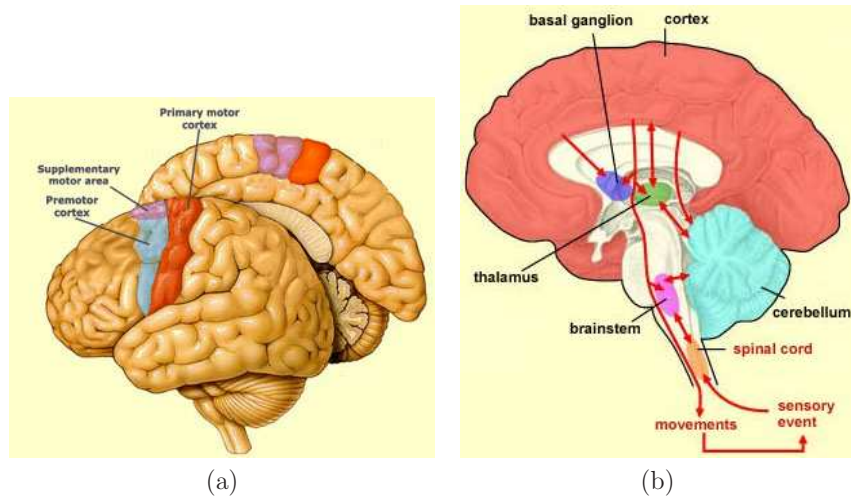 Primary motor
cortex
Supplementary
motor area
Premotor
cortex
(a)
basal ganglion
cortex
thalamus
brainstem
cerebellum
spinal cord
sensory
event
movements
(b)